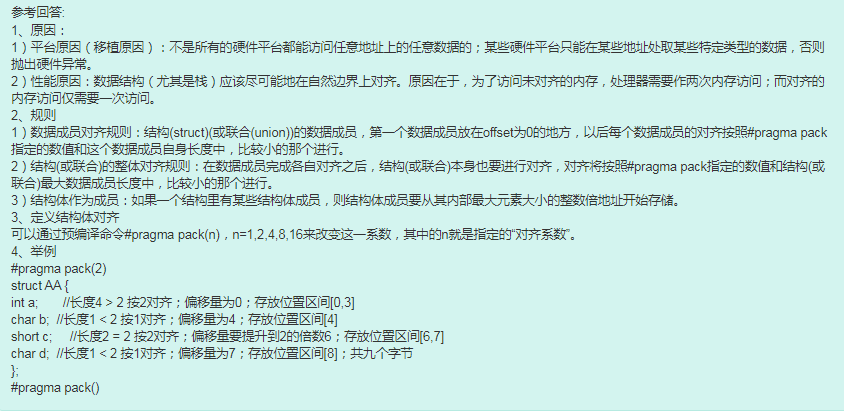 参考回答:
1、原因：
1）平台原因（移植原因）：不是所有的硬件平台都能访问任意地址上的任意数据的；某些硬件平台只能在某些地址处取某些特定类型的数据，否则
抛出硬件异常。
2）性能原因：数据结构（尤其是栈）应该尽可能地在自然边界上对齐。原因在于，为了访问未对齐的内存，处理器需要作两次内存访问；而对齐的
内存访问仅需要一次访问。
2、规则
1）数据成员对齐规则：结构(struct)(或联合(union))的数据成员，第一个数据成员放在offset为0的地方，以后每个数据成员的对齐按照#pragma pack
指定的数值和这个数据成员自身长度中，比较小的那个进行。
2）结构(或联合)的整体对齐规则：在数据成员完成各自对齐之后，结构(或联合)本身也要进行对齐，对齐将按照#pragma pack指定的数值和结构(或
联合)最大数据成员长度中，比较小的那个进行。
3）结构体作为成员：如果一个结构里有某些结构体成员，则结构体成员要从其内部最大元素大小的整数倍地址开始存储。
3、定义结构体对齐
可以通过预编译命令#pragma pack(n)，n=1,2,4,8,16来改变这一系数，其中的n就是指定的“对齐系数”。
4、举例
#pragma pack(2)
struct AA {
int a; //长度4 > 2 按2对齐；偏移量为0；存放位置区间[0,3]
char b; //长度1 < 2 按1对齐；偏移量为4；存放位置区间[4]
short c; //长度2 = 2 按2对齐；偏移量要提升到2的倍数6；存放位置区间[6,7]
char d; //长度1 < 2 按1对齐；偏移量为7；存放位置区间[8]；共九个字节
};
#pragma pack()